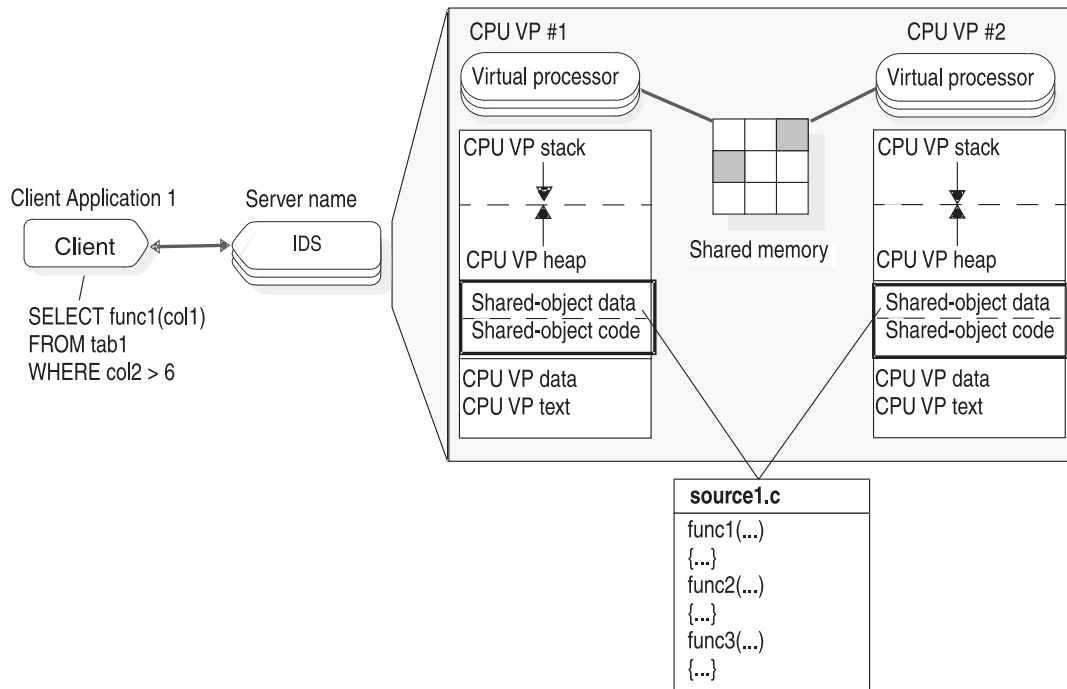 CPU VP #1
CPU VP #2
Virtual processor
Virtual processor
CPU VP stack
CPU VP heap
Shared-object data
Shared-object code
CPU VP data
CPU VP text
Shared memory
CPU VP stack
CPU VP heap
Shared-object data
Shared-object code
CPU VP data
CPU VP text
Client Application 1
Client
Server name
IDS
SELECT func1(col1)
FROM tab1
WHERE col2 > 6
source1.c
func1(...)
{...}
func2(...)
{...}
func3(...)
{...}